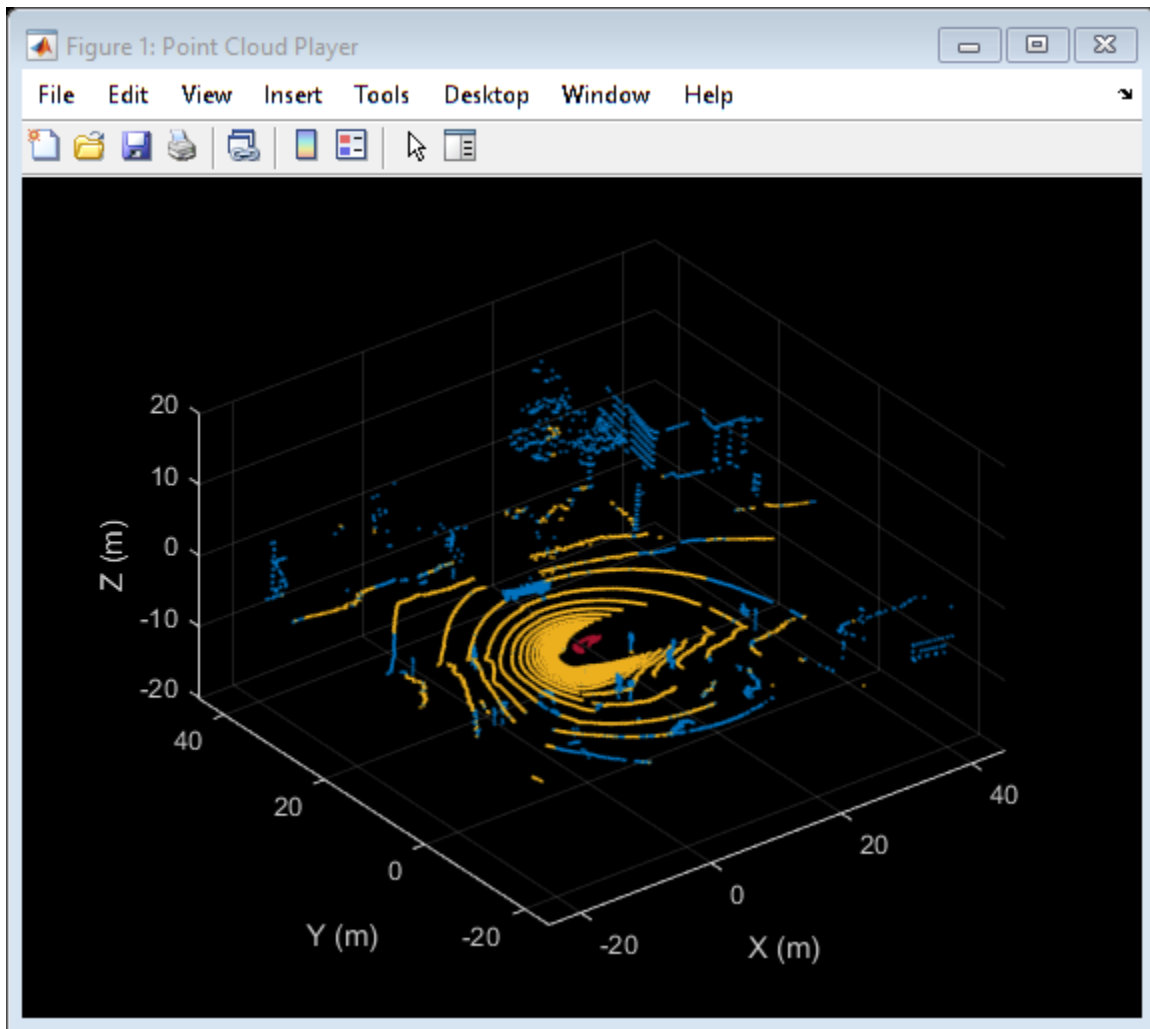 Figure 1: Point Cloud Player
File Edit View Insert Tools Desktop Window Help
20
10
0
-10
-20
Z (m)
40
20
0
-20
Y (m)
-20
0
20
40
X (m)